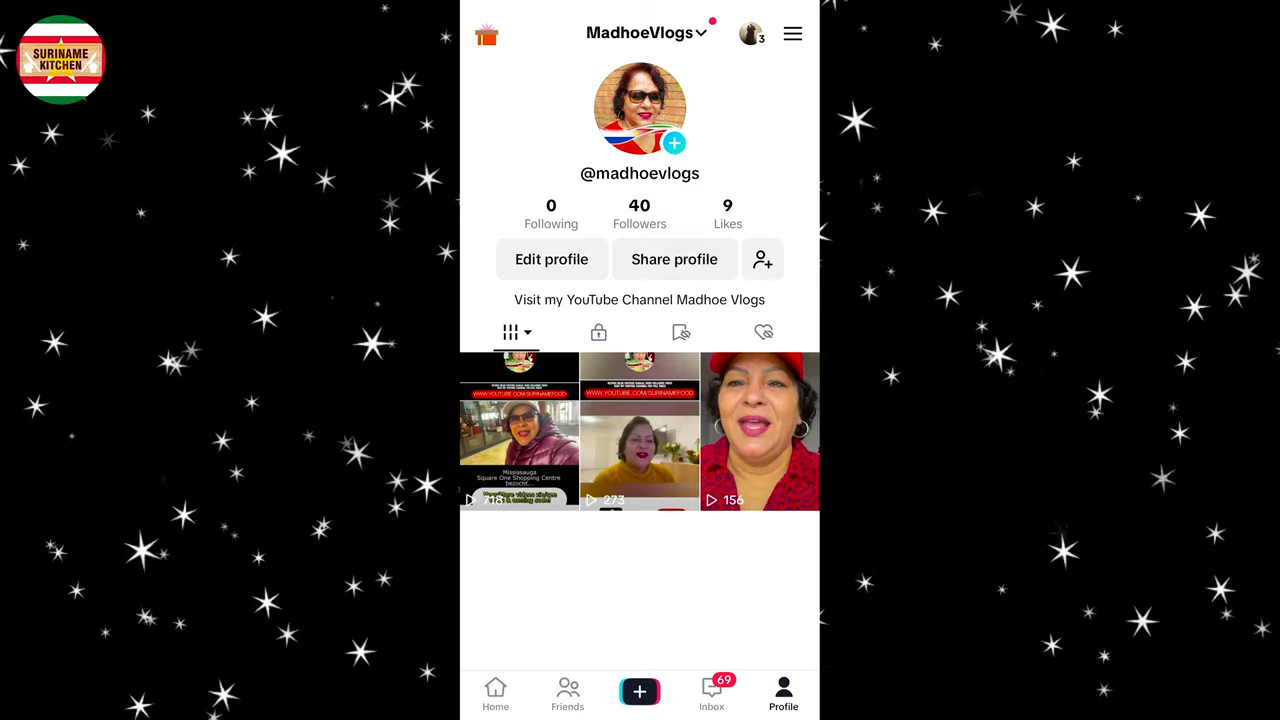 SURINAME
KITCHEN
MadhoeVlogs
3
@madhoevlogs
0
Following
40
Followers
9
Likes
Edit profile
Share profile
Visit my YouTube Channel Madhoe Vlogs
WWW.YOUTUBE.COM/SURINAMEFOOD
Mississauga
Square One Shopping Centre
bezocht...
718
WWW.YOUTUBE.COM/SURINAMEFOOD
273
156
Home
Friends
69
Inbox
Profile